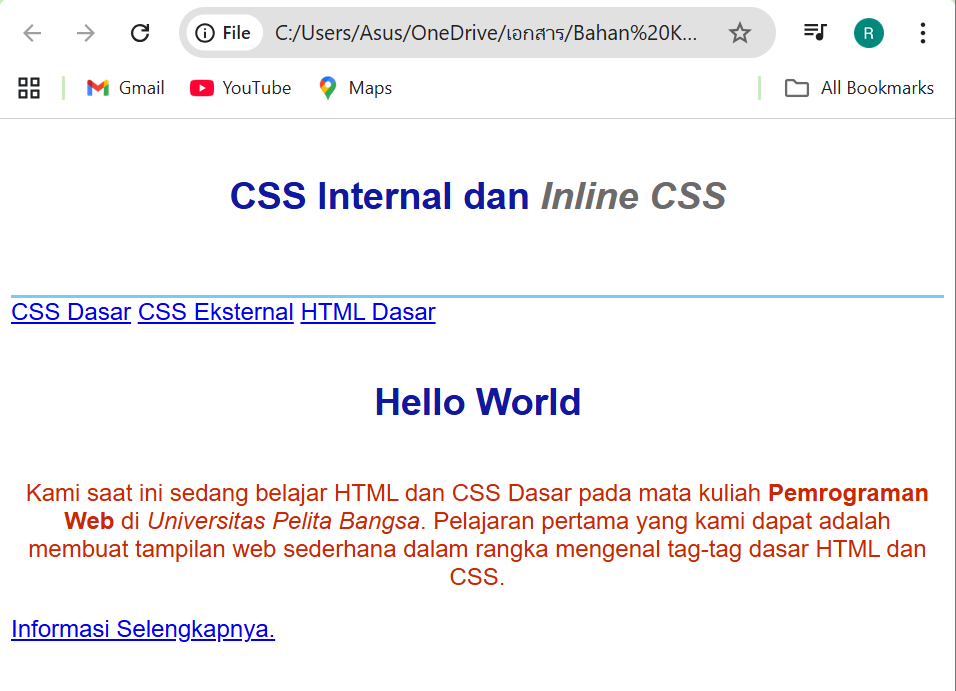 File C:/Users/Asus/OneDrive/เอกสาร/Bahan%20K... R
Gmail YouTube Maps All Bookmarks
CSS Internal dan Inline CSS
CSS Dasar CSS Eksternal HTML Dasar
Hello World
Kami saat ini sedang belajar HTML dan CSS Dasar pada mata kuliah Pemrograman
Web di Universitas Pelita Bangsa. Pelajaran pertama yang kami dapat adalah
membuat tampilan web sederhana dalam rangka mengenal tag-tag dasar HTML dan
CSS.
Informasi Selengkapnya.